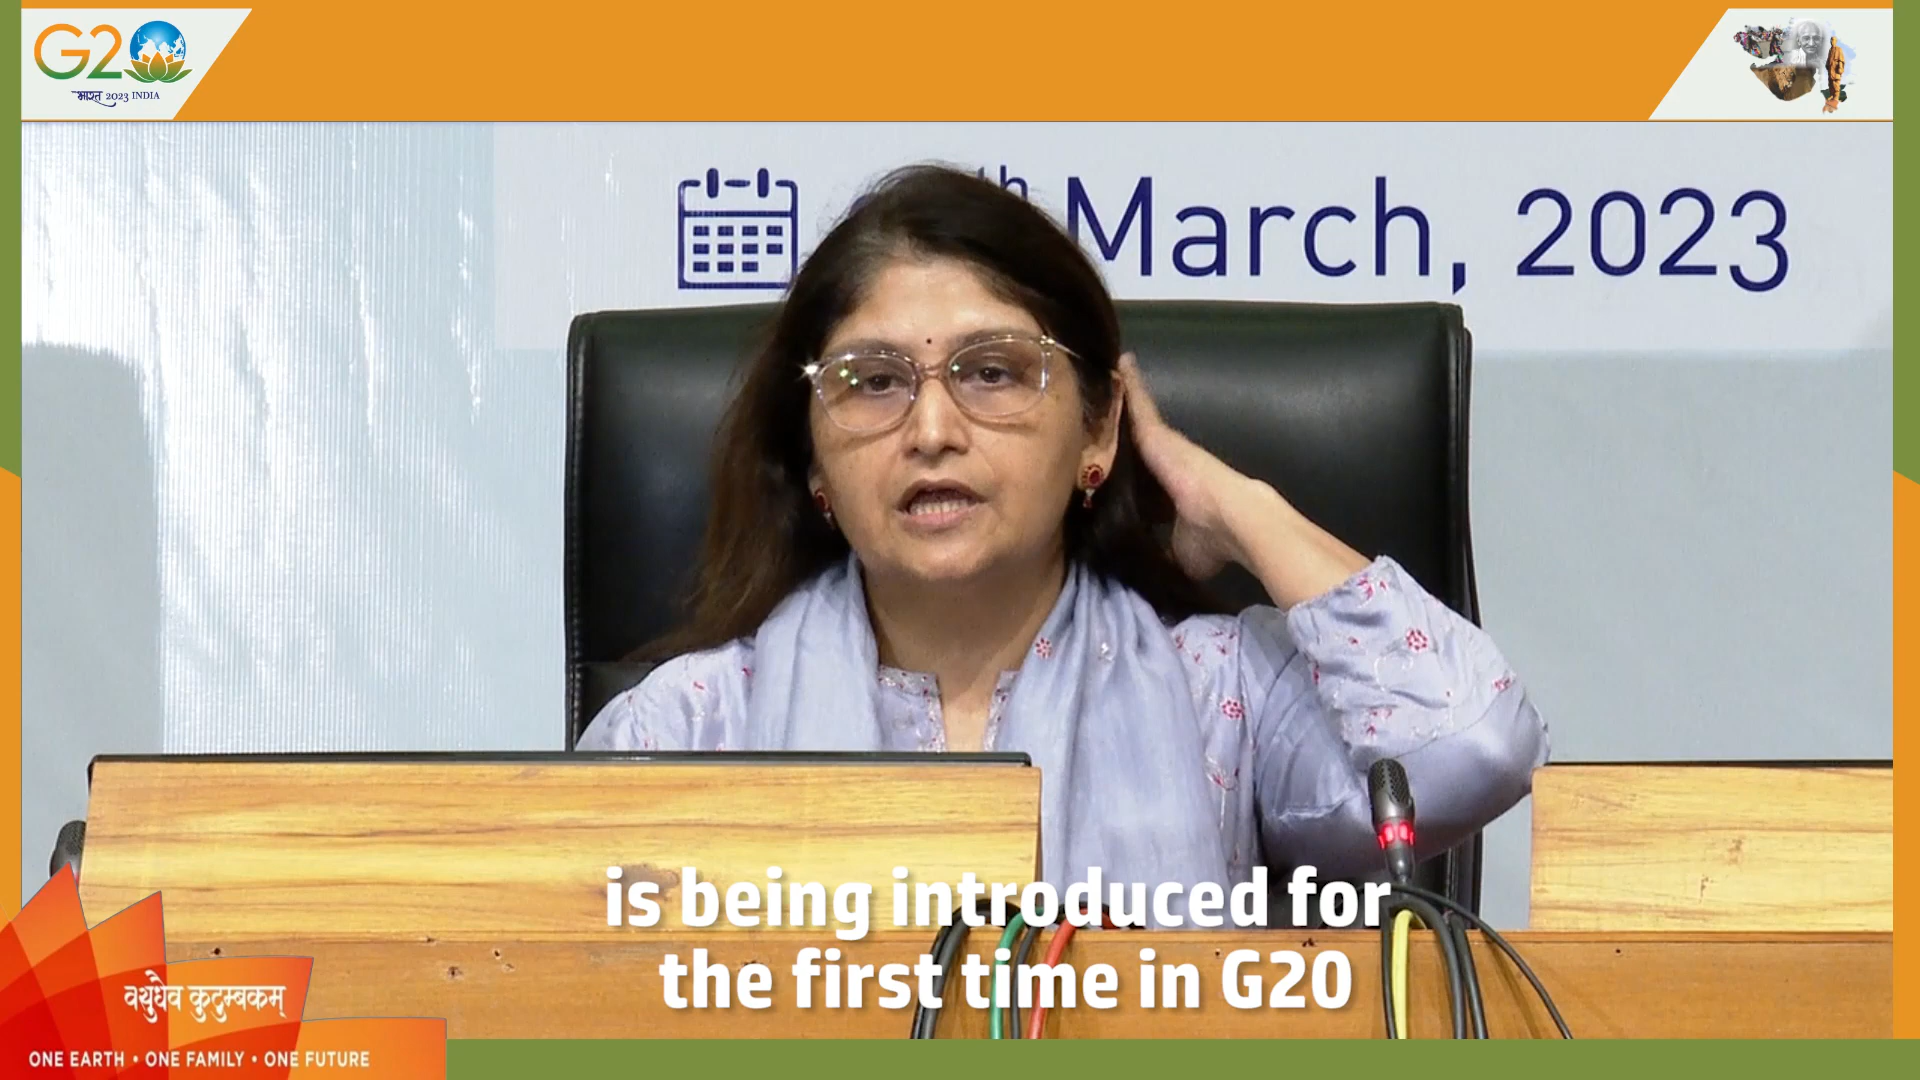 G20
भारत 2023 INDIA
th March, 2023
is being introduced for
the first time in G20
वसुधैव कुटुम्बकम्
ONE EARTH • ONE FAMILY • ONE FUTURE